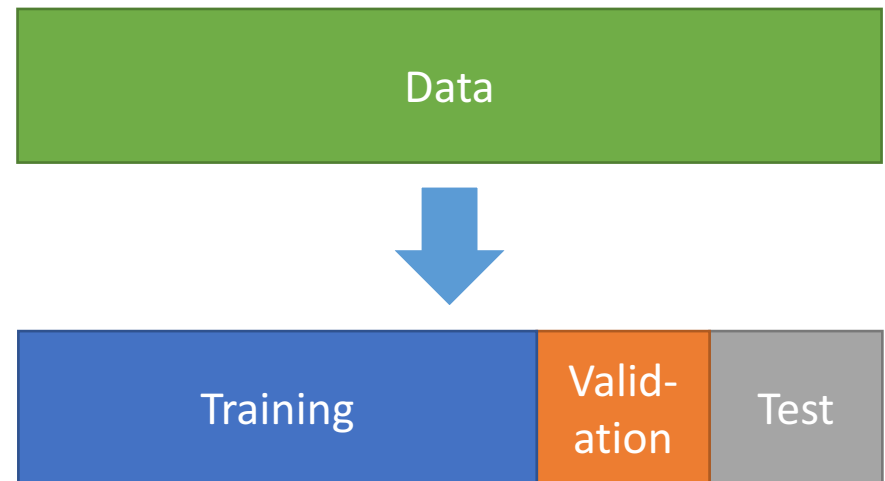 Data
Training
Valid-
ation
Test